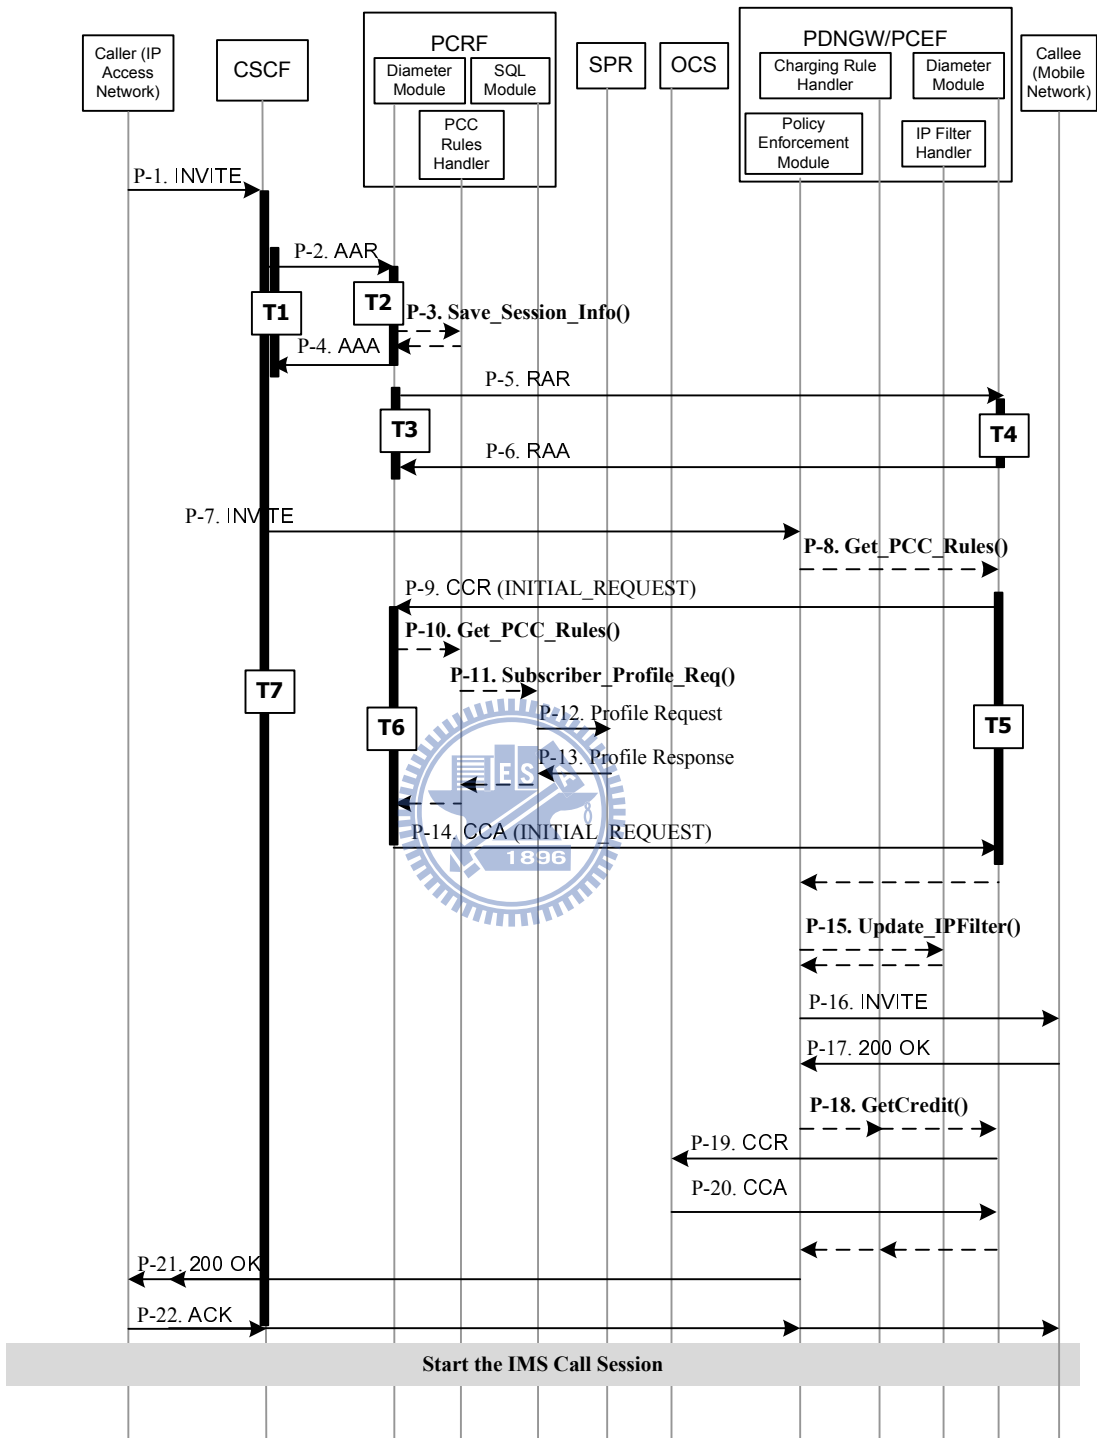 Caller (IP
Access
Network)
CSCF
PCRF
Diameter
Module
SQL
Module
PCC
Rules
Handler
SPR
OCS
PDNGW/PCEF
Charging Rule
Handler
Diameter
Module
Policy
Enforcement
Module
IP Filter
Handler
Callee
(Mobile
Network)
P-1. INVITE
P-2. AAR
T1
T2
P-3. Save_Session_Info()
P-4. AAA
P-5. RAR
T3
T4
P-6. RAA
P-7. INVITE
P-8. Get_PCC_Rules()
P-9. CCR (INITIAL_REQUEST)
P-10. Get_PCC_Rules()
P-11. Subscriber_Profile_Req()
T7
T6
P-12. Profile Request
T5
P-13. Profile Response
ES
P-14. CCA (INITIAL_REQUEST)
1896
P-15. Update_IPFilter()
P-16. INVITE
P-17. 200 OK
P-18. GetCredit()
P-19. CCR
P-20. CCA
P-21. 200 OK
P-22. ACK
Start the IMS Call Session